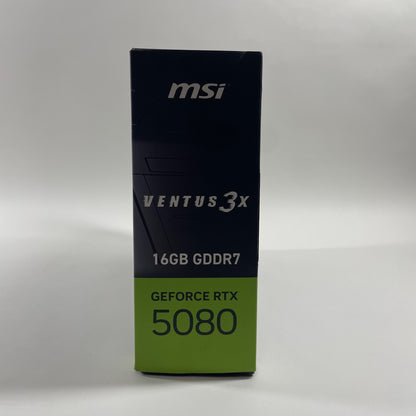 msi
VENTUS 3X
16GB GDDR7
GEFORCE RTX
5080